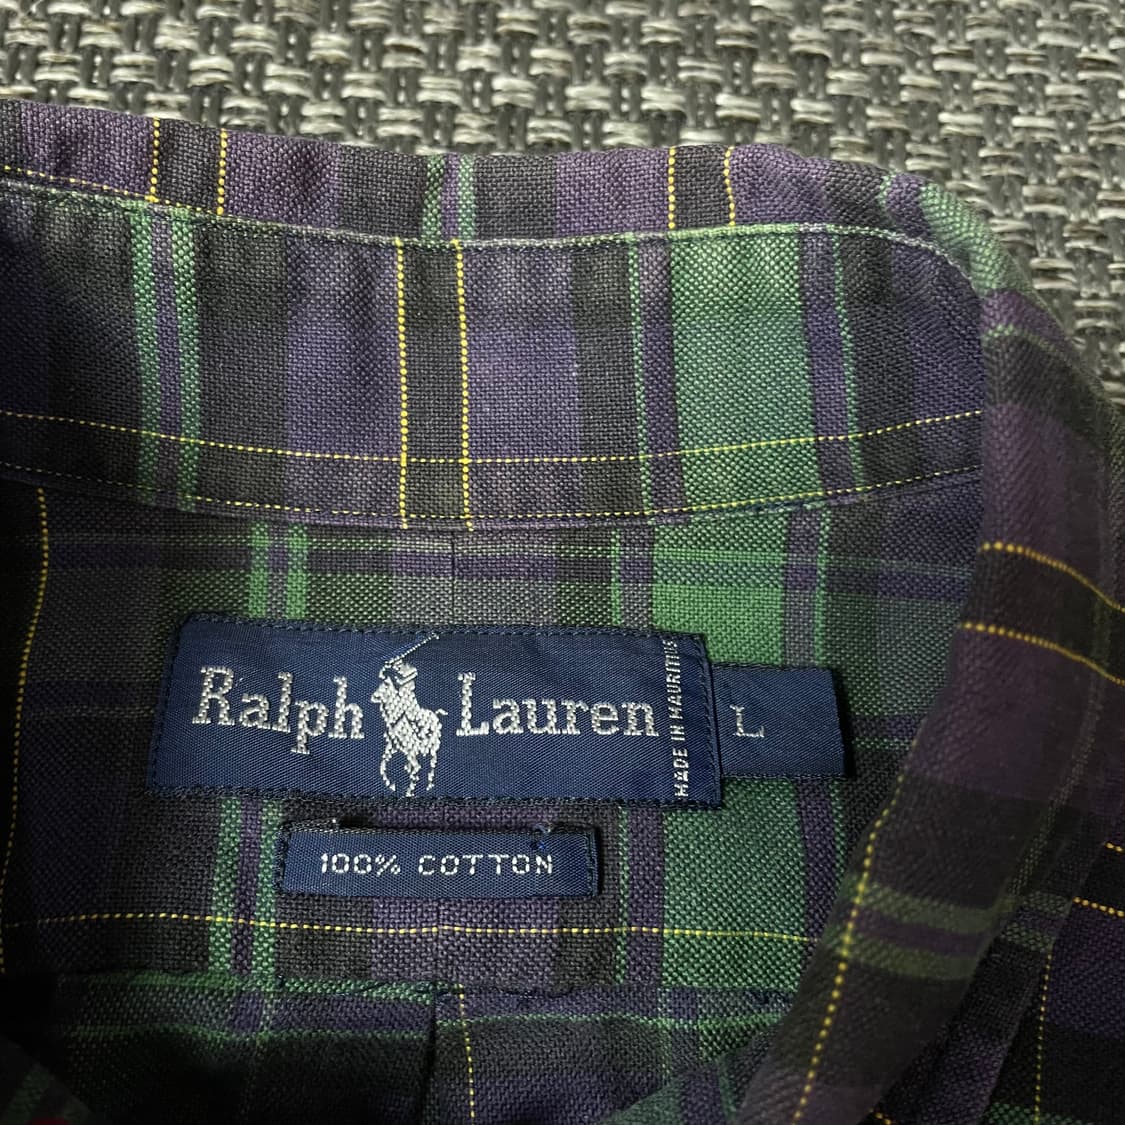 Ralph Lauren
MADE IN MAURITIUS
L
100% COTTON